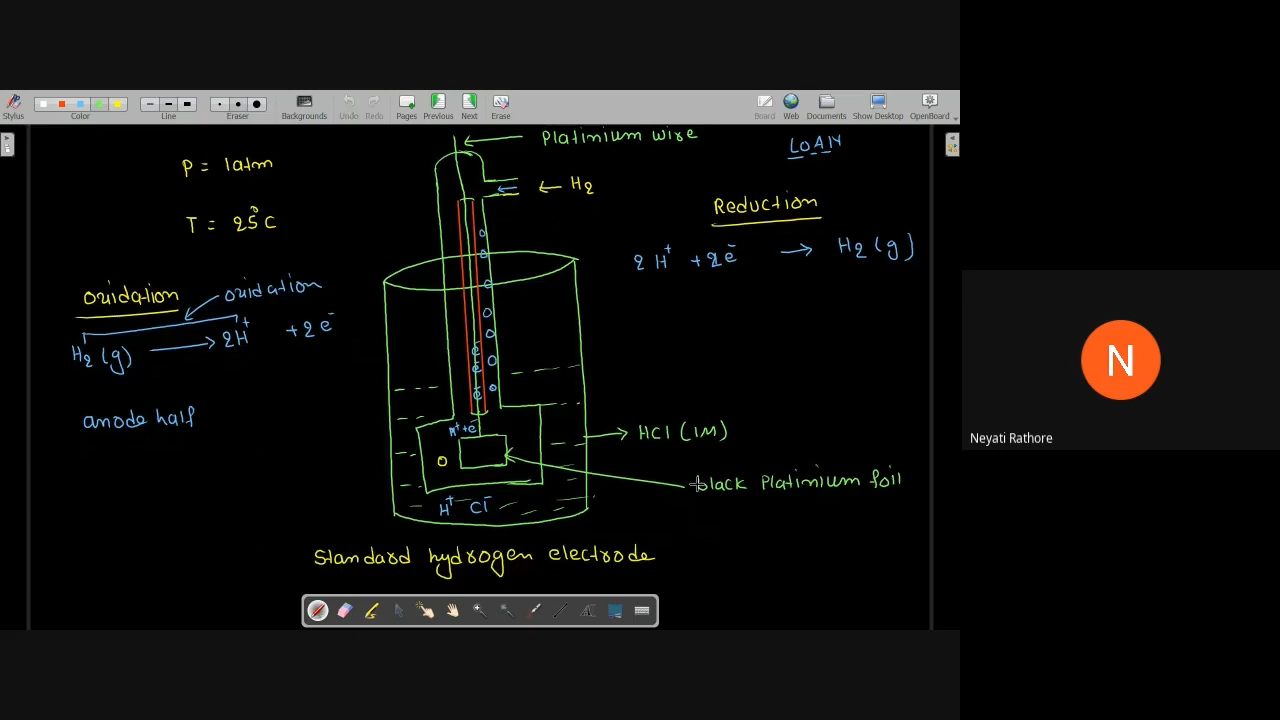 Stylus
Color
Line
Eraser
Backgrounds
Undo
Redo
Pages
Previous
Next
Erase
Board
Web
Documents
Show Desktop
OpenBoard
Platinium wire
LOAN
P = 1atm
← H2
Reduction
T = 25°C
2H⁺ + 2e⁻ → H2(g)
Oxidation
oxidation
H2(g) → 2H⁺ + 2e⁻
e⁻
e⁻
e⁻
anode half
H⁺+e⁻
HCl (1M)
black Platinium foil
H⁺ Cl⁻
Standard hydrogen electrode
N
Neyati Rathore